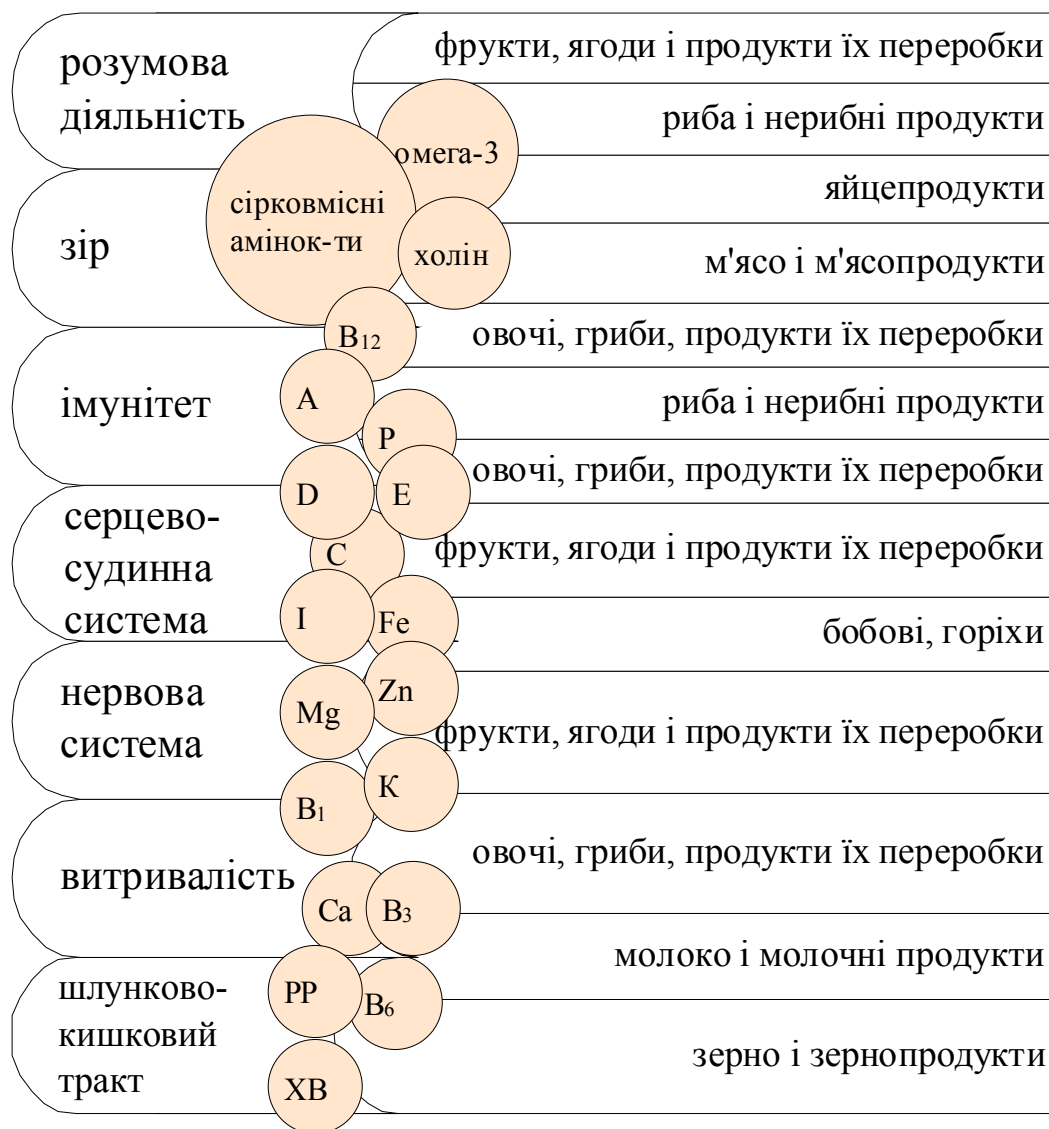 розумова
діяльність
зір
імунітет
серцево-
судинна
система
нервова
система
витривалість
шлунково-
кишковий
тракт
омега-3
сірковмісні
амінок-ти
холін
B12
A
P
D
E
C
I
Fe
Zn
Mg
K
B1
Ca
B3
PP
B6
ХВ
фрукти, ягоди і продукти їх переробки
риба і нерибні продукти
яйцепродукти
м'ясо і м'ясопродукти
овочі, гриби, продукти їх переробки
риба і нерибні продукти
овочі, гриби, продукти їх переробки
фрукти, ягоди і продукти їх переробки
бобові, горіхи
фрукти, ягоди і продукти їх переробки
овочі, гриби, продукти їх переробки
молоко і молочні продукти
зерно і зернопродукти